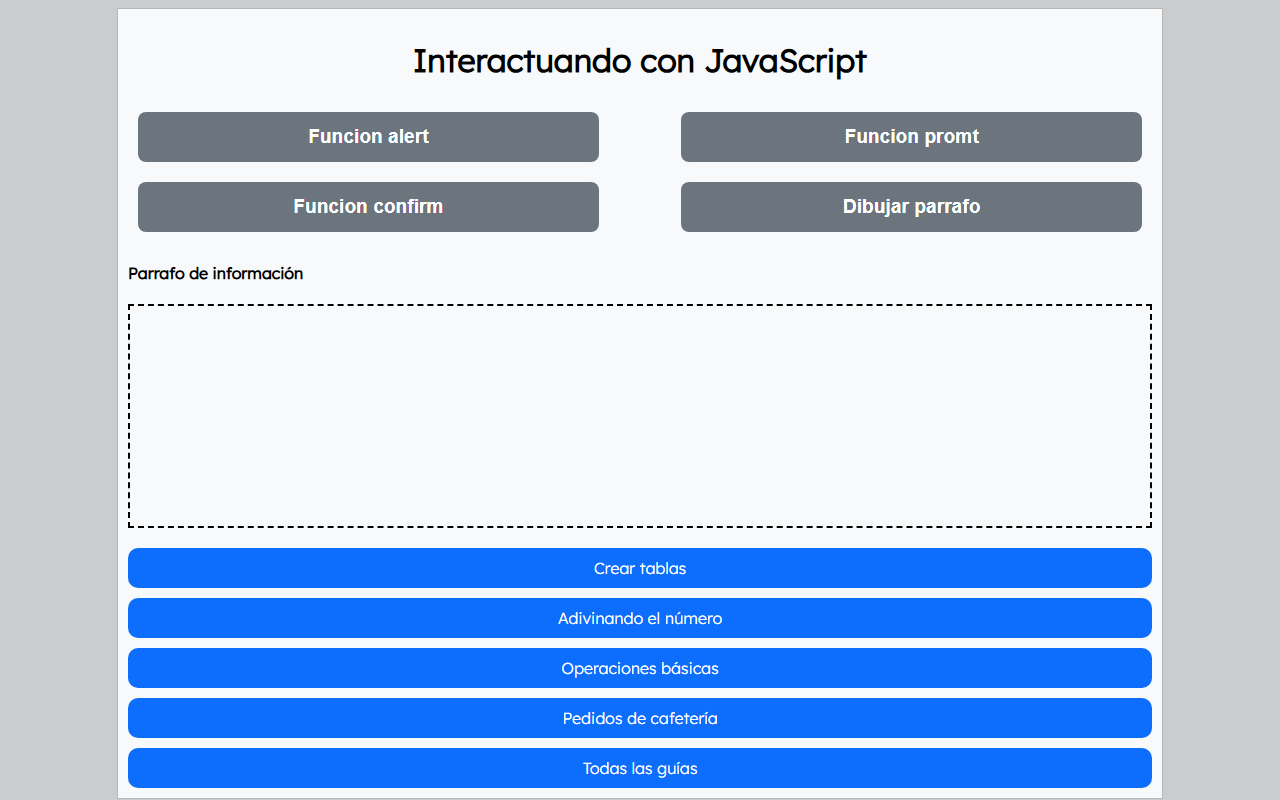 Interactuando con JavaScript
Funcion alert
Funcion promt
Funcion confirm
Dibujar parrafo
Parrafo de información
Crear tablas
Adivinando el número
Operaciones básicas
Pedidos de cafetería
Todas las guías